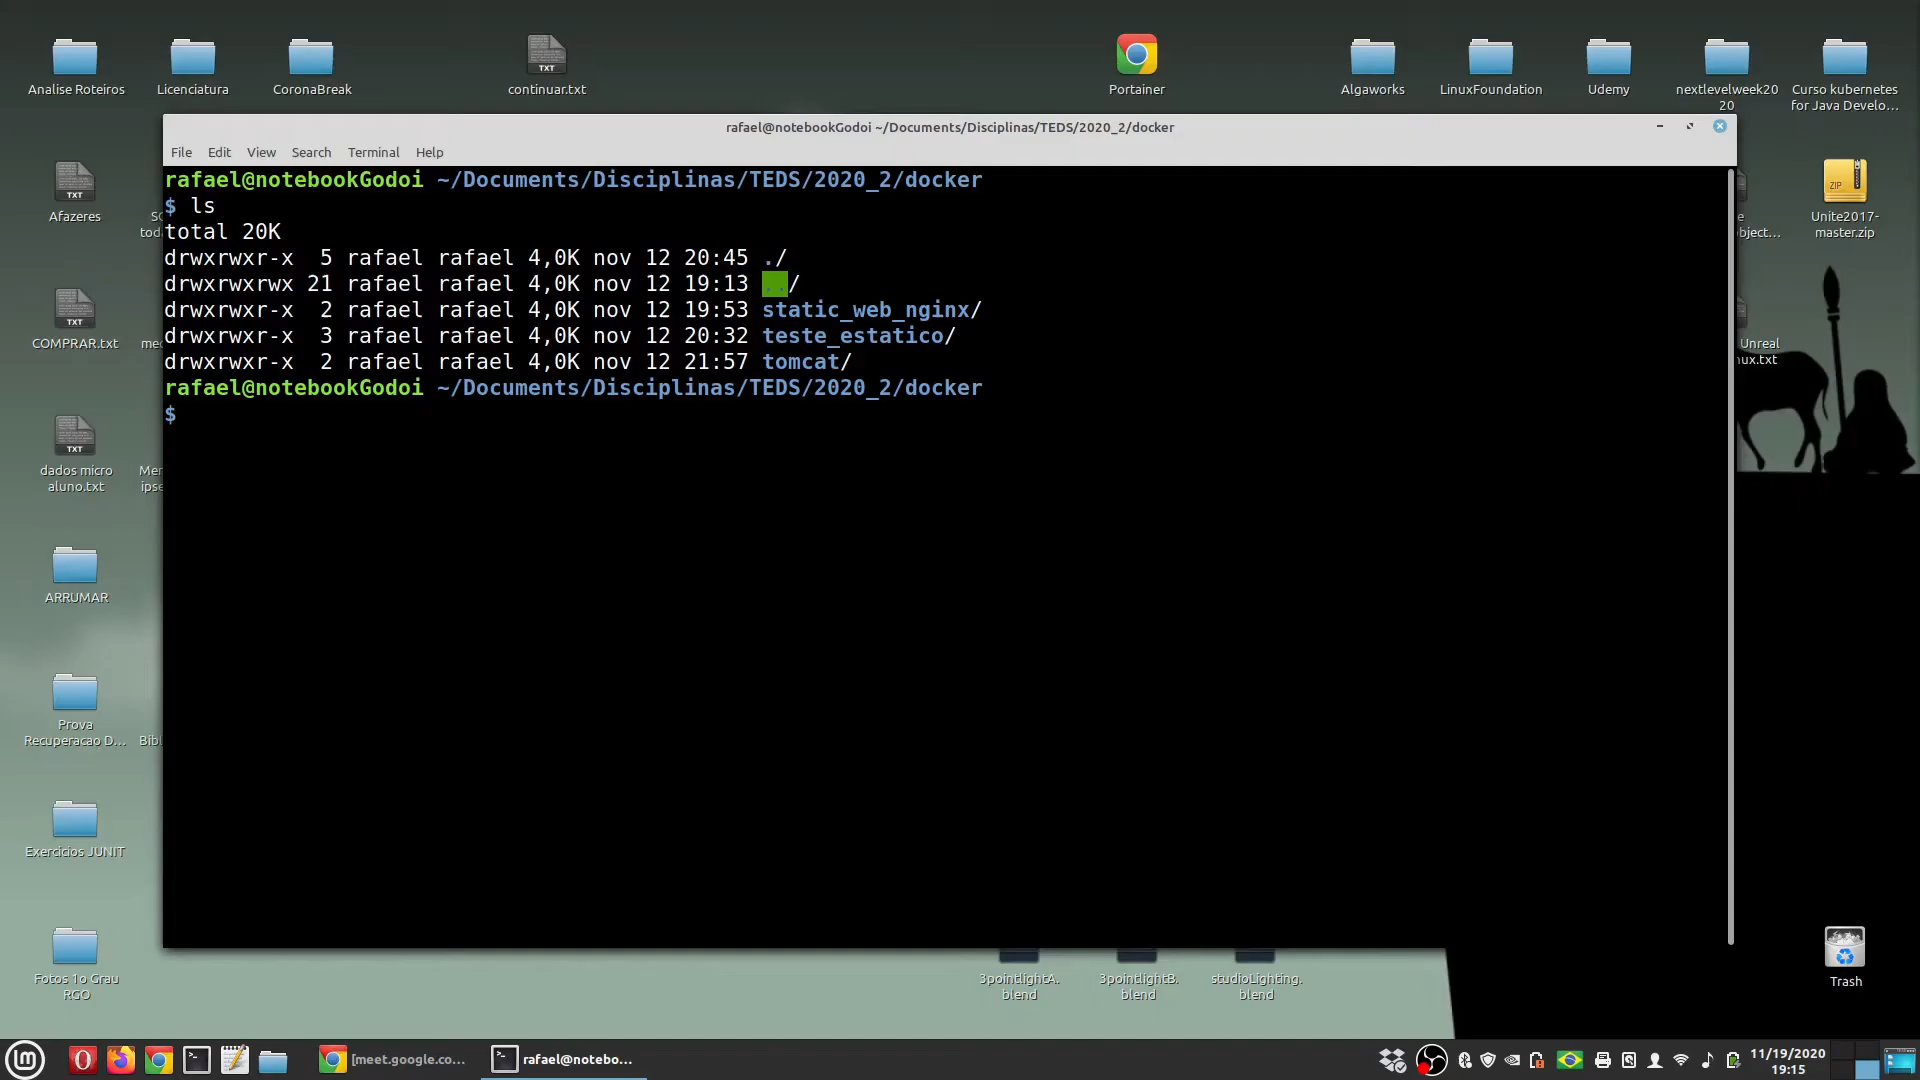 Analise Roteiros
Licenciatura
CoronaBreak
TXT
continuar.txt
Portainer
Algaworks
LinuxFoundation
Udemy
nextlevelweek20
20
Curso kubernetes
for Java Develo...
rafael@notebookGodoi ~/Documents/Disciplinas/TEDS/2020_2/docker
File Edit View Search Terminal Help
rafael@notebookGodoi ~/Documents/Disciplinas/TEDS/2020_2/docker
$ ls
total 20K
drwxrwxr-x  5 rafael rafael 4,0K nov 12 20:45 ./
drwxrwxrwx 21 rafael rafael 4,0K nov 12 19:13 ../
drwxrwxr-x  2 rafael rafael 4,0K nov 12 19:53 static_web_nginx/
drwxrwxr-x  3 rafael rafael 4,0K nov 12 20:32 teste_estatico/
drwxrwxr-x  2 rafael rafael 4,0K nov 12 21:57 tomcat/
rafael@notebookGodoi ~/Documents/Disciplinas/TEDS/2020_2/docker
$
TXT
Afazeres
ZIP
Unite2017-
master.zip
TXT
COMPRAR.txt
Unreal
TXT
dados micro
aluno.txt
ARRUMAR
Prova
Recuperacao D...
Exercicios JUNIT
Fotos 1o Grau
RGO
3pointlightA.
blend
3pointlightB.
blend
studioLighting.
blend
Trash
[meet.google.co...
rafael@notebo...
11/19/2020
19:15